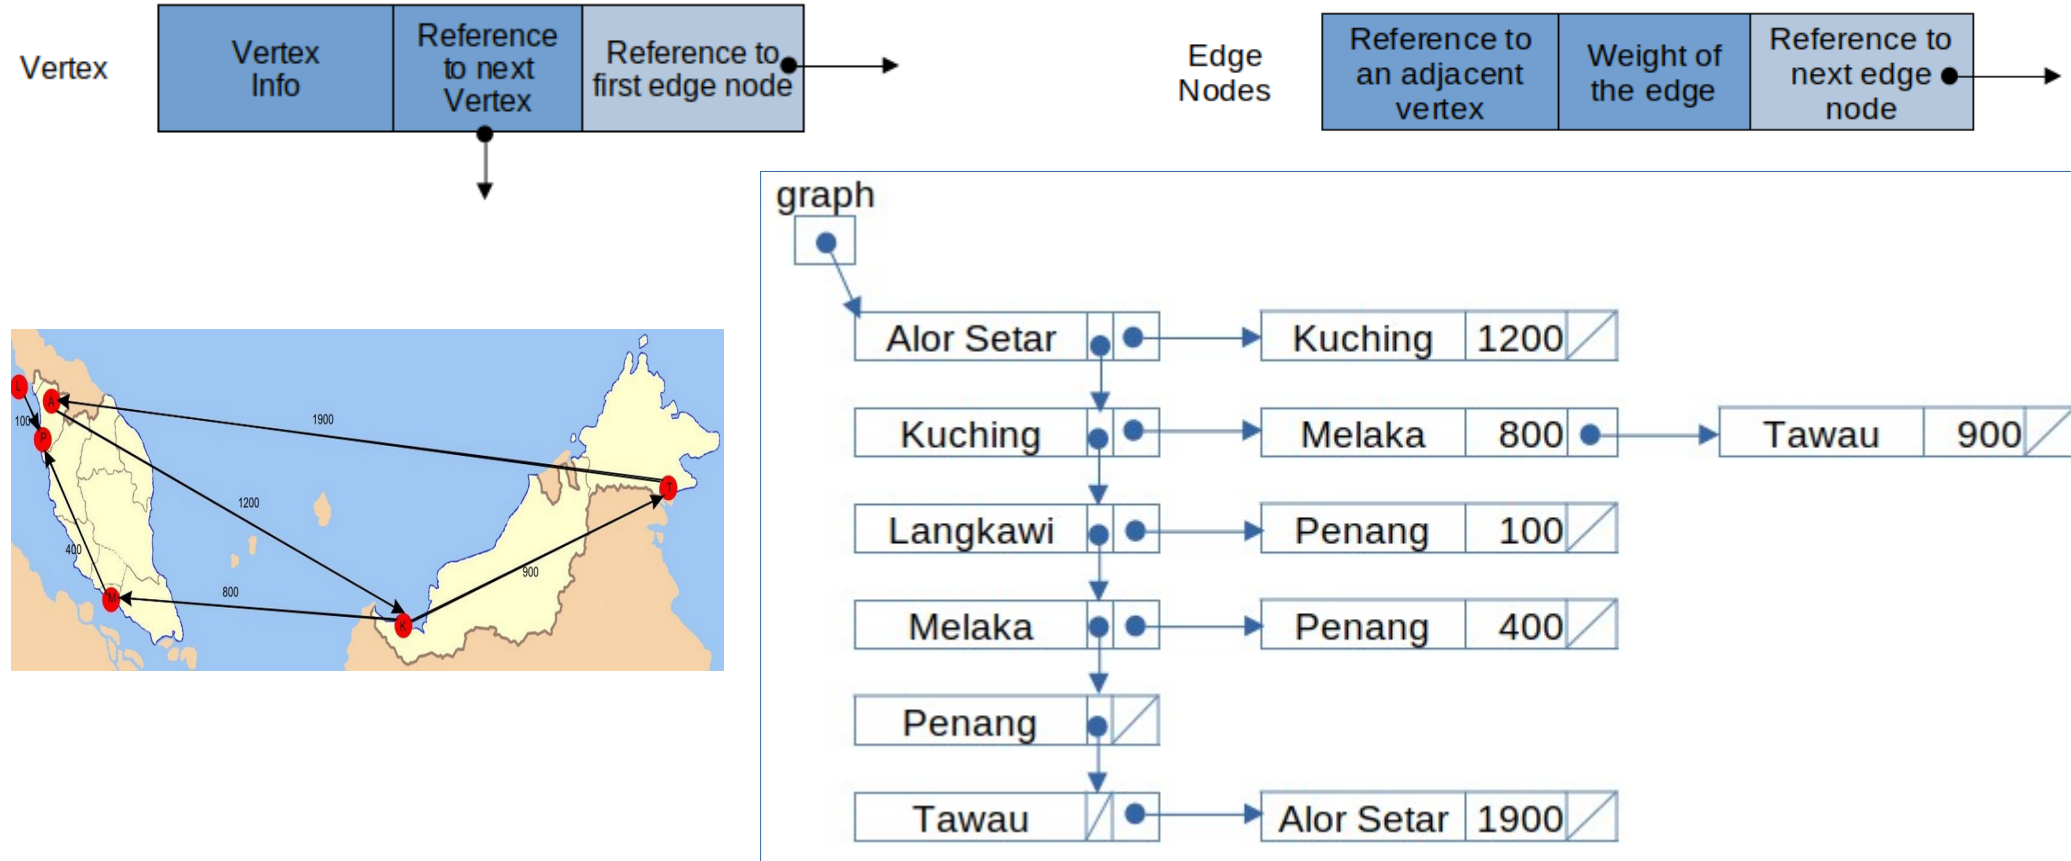 Vertex
Vertex
Info
Reference
to next
Vertex
Reference to
first edge node
Edge
Nodes
Reference to
an adjacent
vertex
Weight of
the edge
Reference to
next edge
node
graph
Alor Setar
Kuching 1200
Kuching
Melaka 800
Tawau 900
Langkawi
Penang 100
Melaka
Penang 400
Penang
Tawau
Alor Setar 1900
L
A
100
P
1900
T
1200
400
900
M
800
K